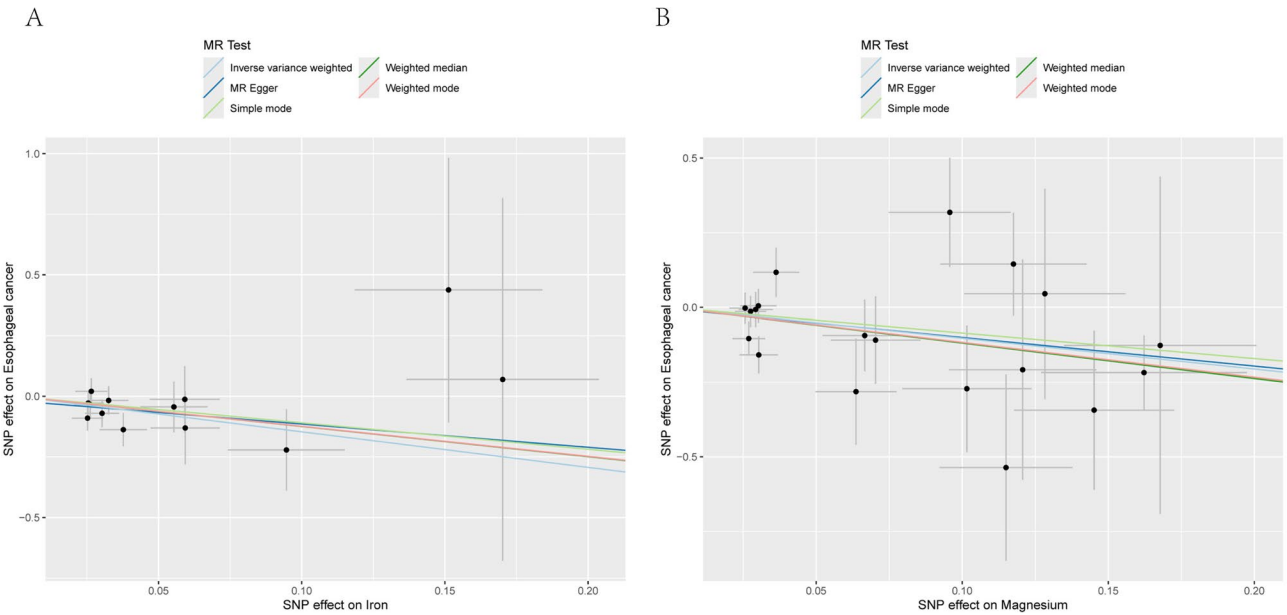 A
MR Test
Inverse variance weighted
Weighted median
MR Egger
Weighted mode
Simple mode
SNP effect on Esophageal cancer
1.0
0.5
0.0
−0.5
0.05
0.10
0.15
0.20
SNP effect on Iron
B
MR Test
Inverse variance weighted
Weighted median
MR Egger
Weighted mode
Simple mode
SNP effect on Esophageal cancer
0.5
0.0
−0.5
0.05
0.10
0.15
0.20
SNP effect on Magnesium